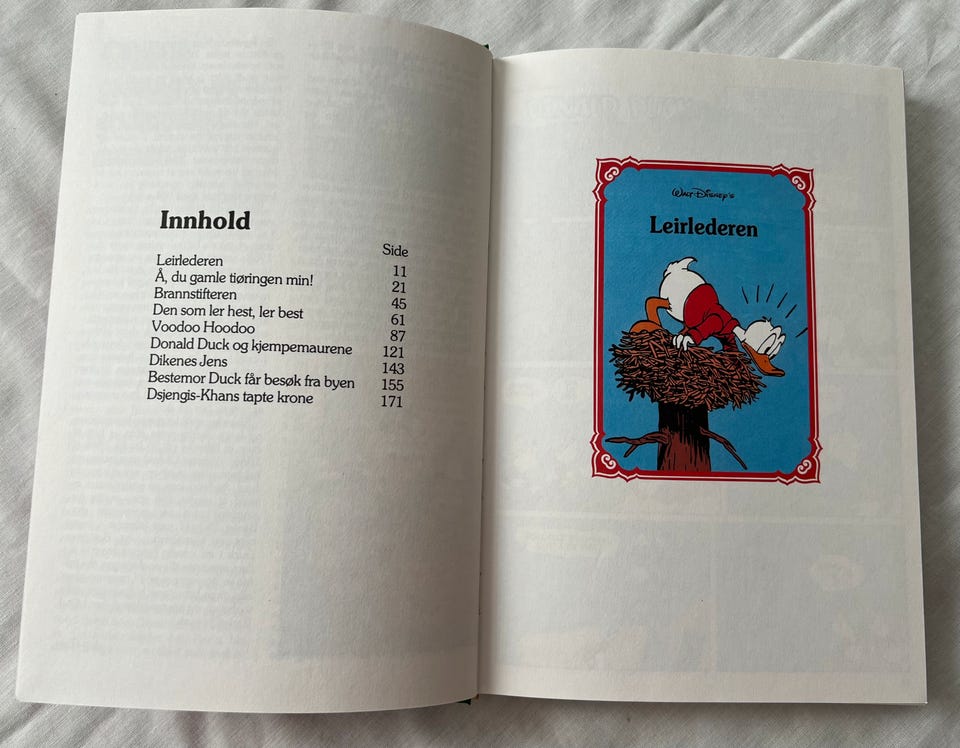 Innhold
Side
Leirlederen 11
Å, du gamle tiøringen min! 21
Brannstifteren 45
Den som ler hest, ler best 61
Voodoo Hoodoo 87
Donald Duck og kjempemaurene 121
Dikenes Jens 143
Bestemor Duck får besøk fra byen 155
Dsjengis-Khans tapte krone 171
Walt Disney's
Leirlederen